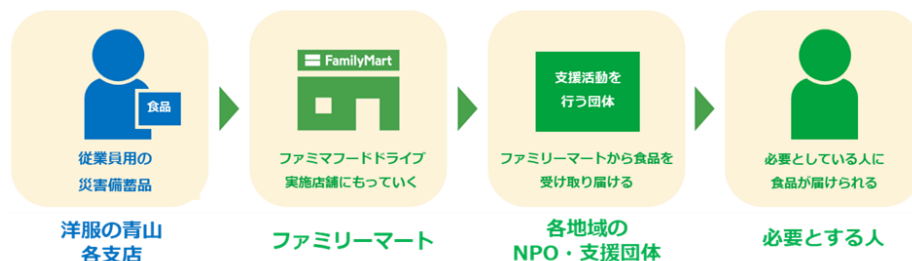 食品
従業員用の
災害備蓄品
洋服の青山
各支店
FamilyMart
ファミマフードドライブ
実施店舗にもっていく
ファミリーマート
支援活動を
行う団体
ファミリーマートから食品を
受け取り届ける
各地域の
NPO・支援団体
必要としている人に
食品が届けられる
必要とする人